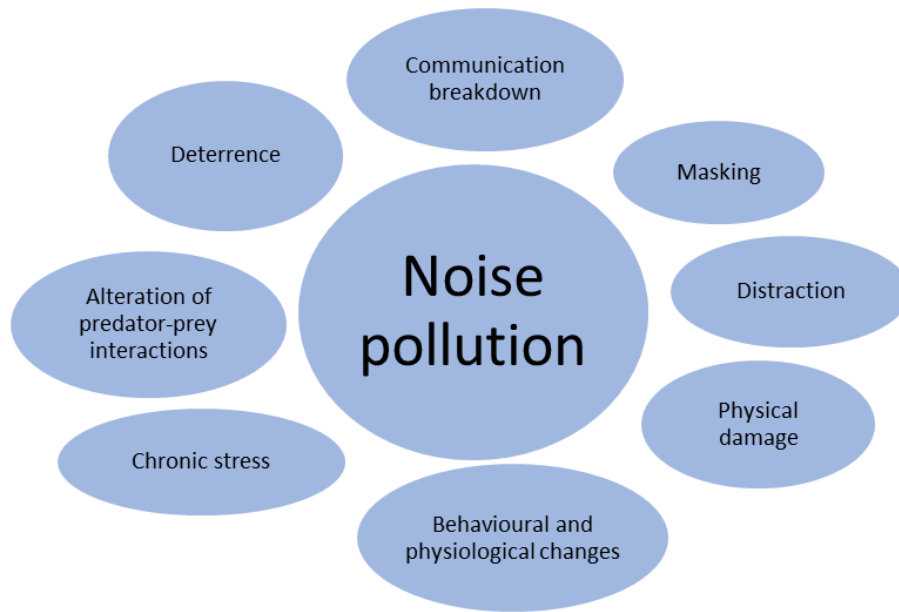 Communication
breakdown
Deterrence
Masking
Noise
pollution
Alteration of
predator-prey
interactions
Distraction
Physical
damage
Chronic stress
Behavioural and
physiological changes